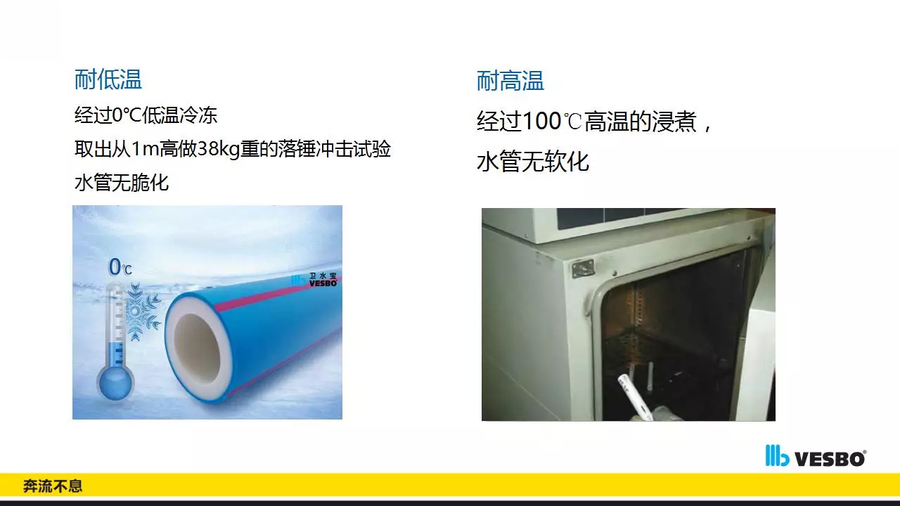 耐低温
经过0℃低温冷冻
取出从1m高做38kg重的落锤冲击试验
水管无脆化
耐高温
经过100℃高温的浸煮，
水管无软化
0℃
卫水宝
VESBO
VESBO®
奔流不息